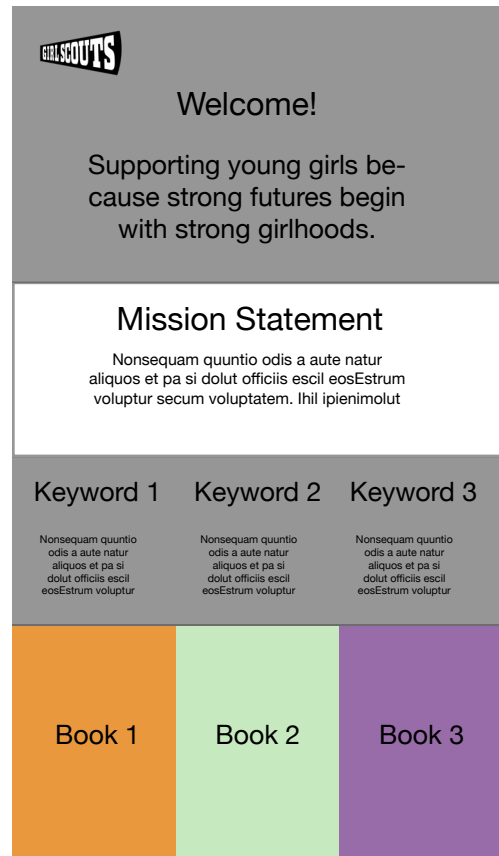 GIRL SCOUTS
Welcome!
Supporting young girls be-
cause strong futures begin
with strong girlhoods.
Mission Statement
Nonsequam quuntio odis a aute natur
aliquos et pa si dolut officiis escil eosEstrum
voluptur secum voluptatem. Ihil ipienimolut
Keyword 1
Nonsequam quuntio
odis a aute natur
aliquos et pa si
dolut officiis escil
eosEstrum voluptur
Keyword 2
Nonsequam quuntio
odis a aute natur
aliquos et pa si
dolut officiis escil
eosEstrum voluptur
Keyword 3
Nonsequam quuntio
odis a aute natur
aliquos et pa si
dolut officiis escil
eosEstrum voluptur
Book 1
Book 2
Book 3